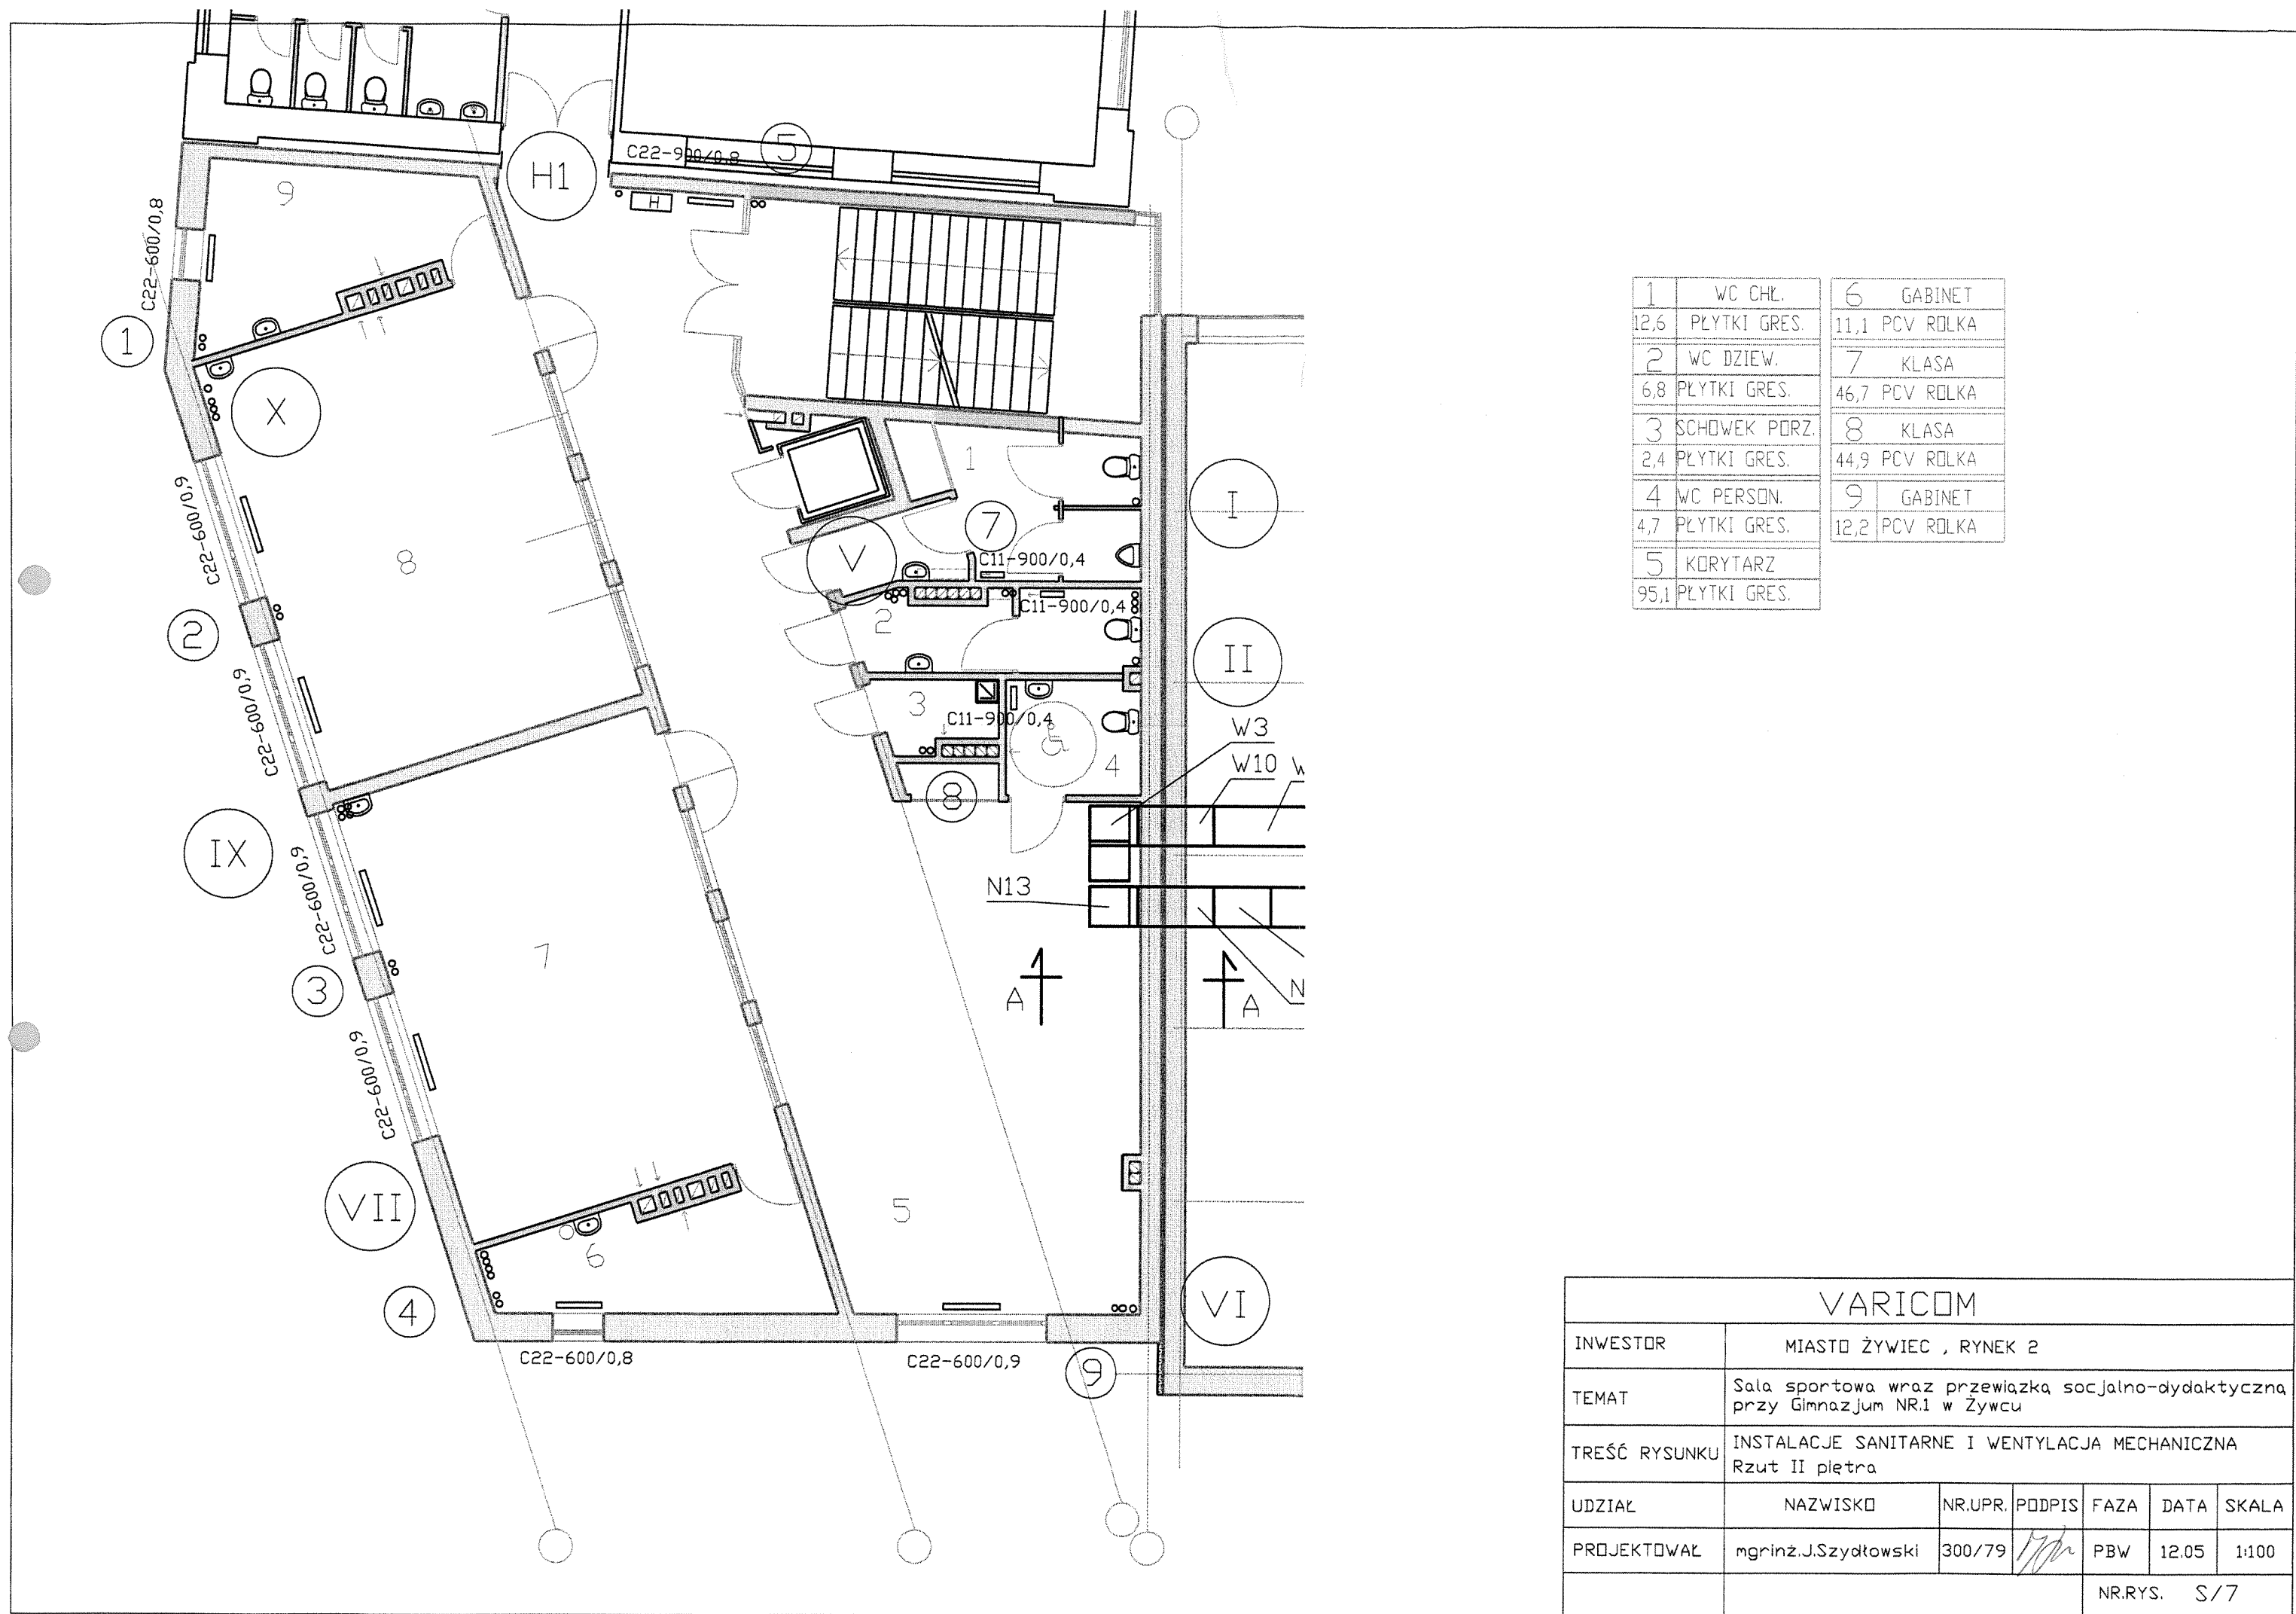 C22-900/0,8
5
H1
H
9
C22-600/0,8
1
X
C22-600/0,9
8
2
C22-600/0,9
1
7
V
C11-900/0,4
C11-900/0,4
2
3
C11-900/0,4
4
8
I
II
W3
W10
N13
N
A
A
IX
C22-600/0,9
7
3
C22-600/0,9
VII
6
5
4
VI
C22-600/0,8
C22-600/0,9
9
1 WC CHŁ.
12,6 PŁYTKI GRES.
2 WC DZIEW.
6,8 PŁYTKI GRES.
3 SCHOWEK PORZ.
2,4 PŁYTKI GRES.
4 WC PERSON.
4,7 PŁYTKI GRES.
5 KORYTARZ
95,1 PŁYTKI GRES.
6 GABINET
11,1 PCV ROLKA
7 KLASA
46,7 PCV ROLKA
8 KLASA
44,9 PCV ROLKA
9 GABINET
12,2 PCV ROLKA
VARICOM
INWESTOR MIASTO ŻYWIEC , RYNEK 2
TEMAT Sala sportowa wraz przewiązką socjalno-dydaktyczną
przy Gimnazjum NR.1 w Żywcu
TREŚĆ RYSUNKU INSTALACJE SANITARNE I WENTYLACJA MECHANICZNA
Rzut II piętra
UDZIAŁ NAZWISKO NR.UPR. PODPIS FAZA DATA SKALA
PROJEKTOWAŁ mgrinż.J.Szydłowski 300/79 PBW 12.05 1:100
NR.RYS. S/7